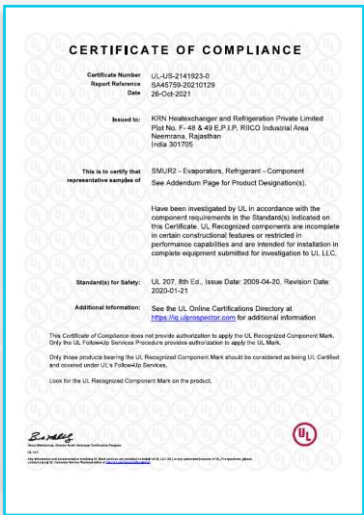 CERTIFICATE OF COMPLIANCE
Certificate Number UL-US-2141923-0
Report Reference SA45759-20210129
Date 26-Oct-2021
Issued to: KRN Heatexchanger and Refrigeration Private Limited
Plot No. F- 48 & 49 E.P.I.P. RIICO Industrial Area
Neemrana, Rajasthan
India 301705
This is to certify that SMUR2 - Evaporators, Refrigerant - Component
representative samples of See Addendum Page for Product Designation(s).
Have been investigated by UL in accordance with the
component requirements in the Standard(s) indicated on
this Certificate. UL Recognized components are incomplete
in certain constructional features or restricted in
performance capabilities and are intended for installation in
complete equipment submitted for investigation to UL LLC.
Standard(s) for Safety: UL 207, 8th Ed., Issue Date: 2009-04-20, Revision Date:
2020-01-21
Additional Information: See the UL Online Certifications Directory at
https://iq.ulprospector.com for additional information
This Certificate of Compliance does not provide authorization to apply the UL Recognized Component Mark.
Only the UL Follow-Up Services Procedure provides authorization to apply the UL Mark.
Only those products bearing the UL Recognized Component Mark should be considered as being UL Certified
and covered under UL's Follow-Up Services.
Look for the UL Recognized Component Mark on the product.
UL